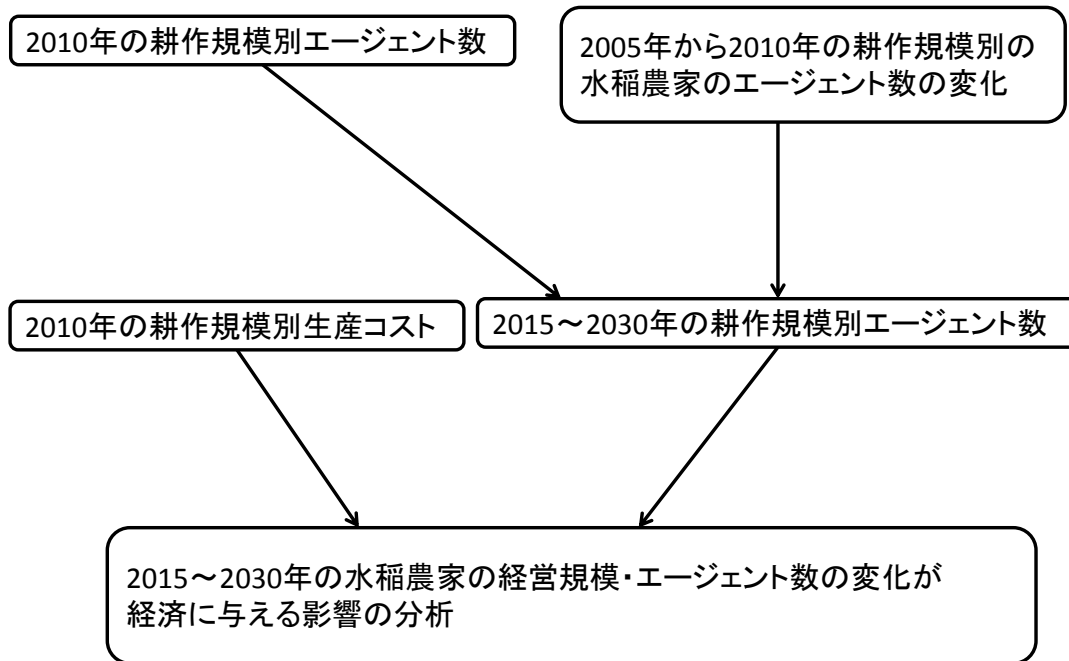 2010年の耕作規模別エージェント数
2005年から2010年の耕作規模別の
水稲農家のエージェント数の変化
2010年の耕作規模別生産コスト
2015～2030年の耕作規模別エージェント数
2015～2030年の水稲農家の経営規模・エージェント数の変化が
経済に与える影響の分析